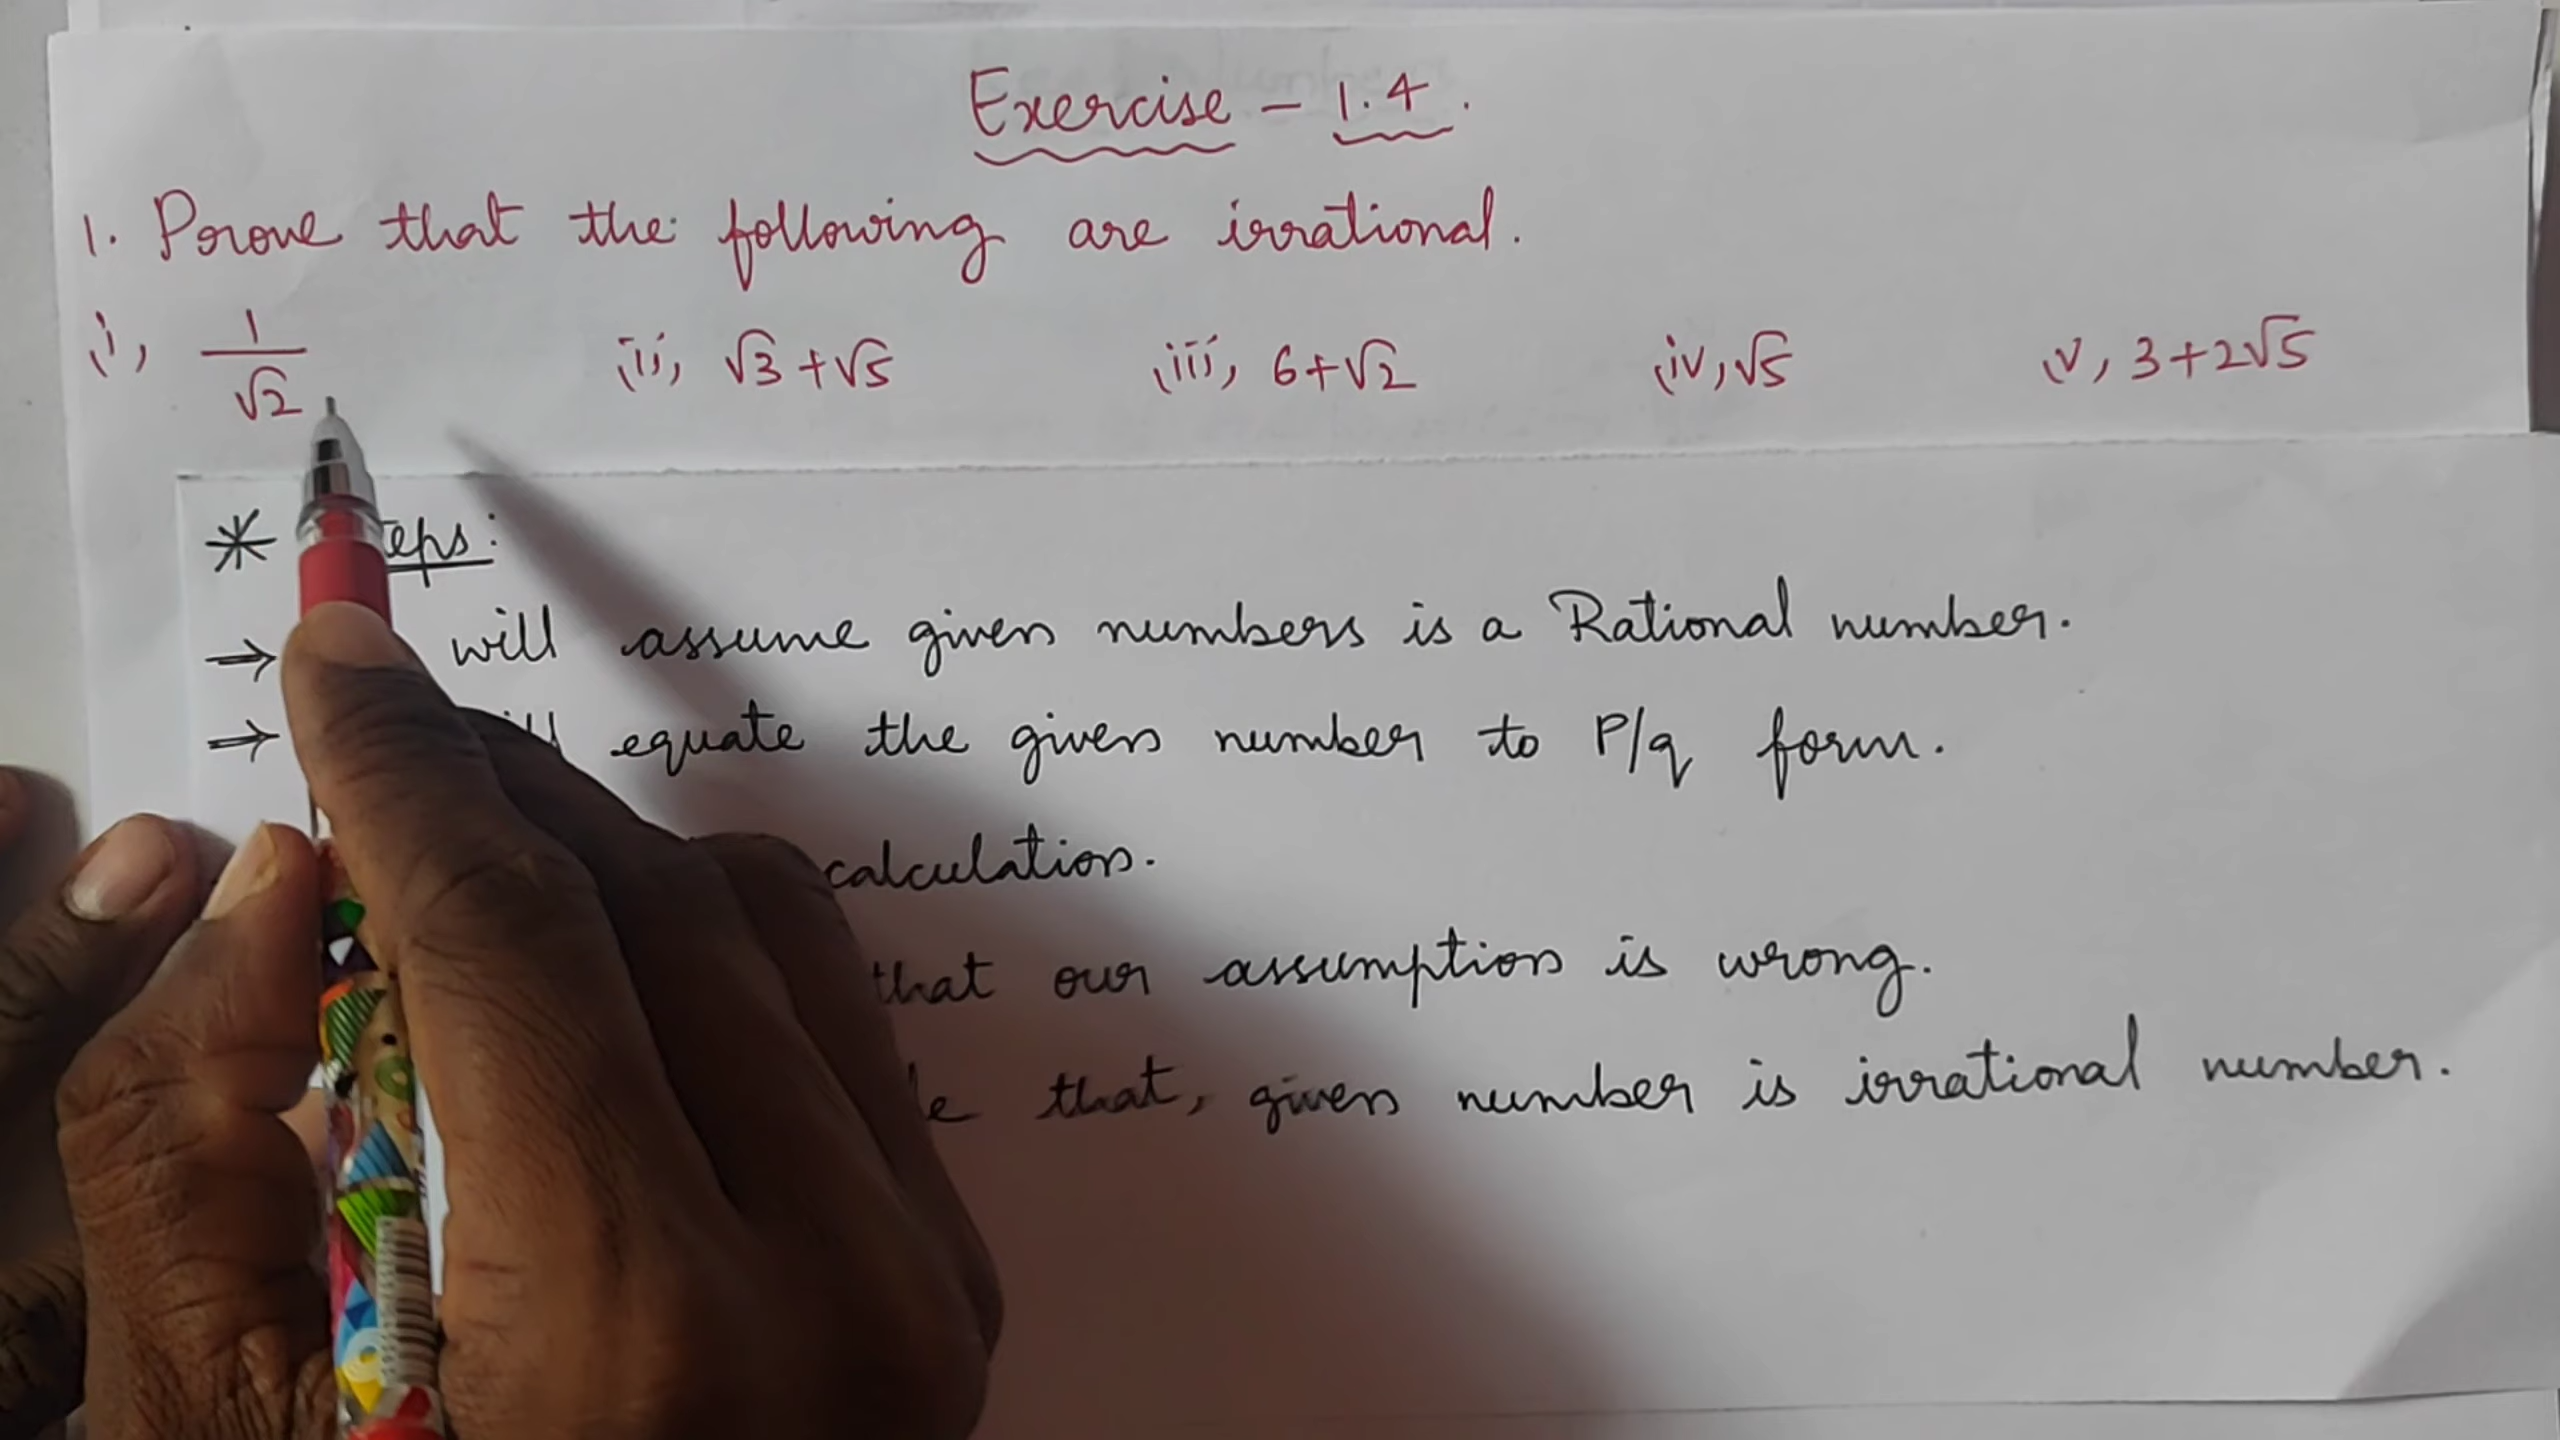 Exercise - 1.4.
1. Prove that the following are irrational.
(i, 1/√2 (ii, √3+√5 (iii, 6+√2 (iv, √5 (v, 3+2√5
* teps:
→ will assume given numbers is a Rational number.
→ equate the given number to P/q form.
calculation.
that our assumption is wrong.
that, given number is irrational number.